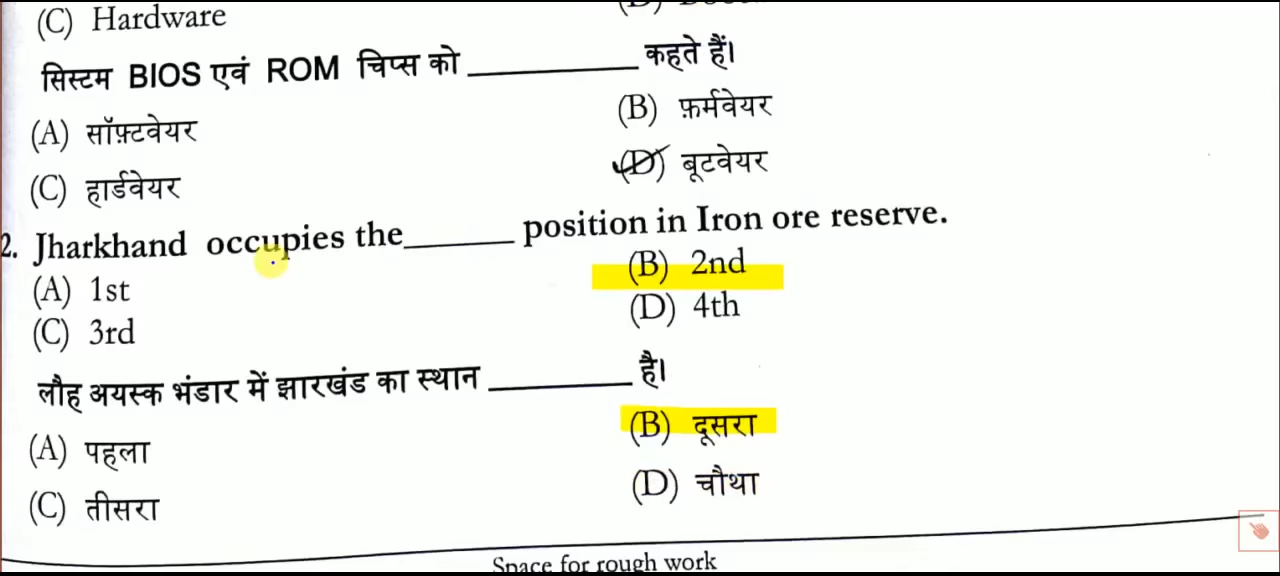 (C) Hardware
सिस्टम BIOS एवं ROM चिप्स को __________ कहते हैं।
(A) सॉफ़्टवेयर (B) फ़र्मवेयर
(C) हार्डवेयर (D) बूटवेयर
2. Jharkhand occupies the______ position in Iron ore reserve.
(A) 1st (B) 2nd
(C) 3rd (D) 4th
लौह अयस्क भंडार में झारखंड का स्थान ________ है।
(A) पहला (B) दूसरा
(C) तीसरा (D) चौथा
Space for rough work